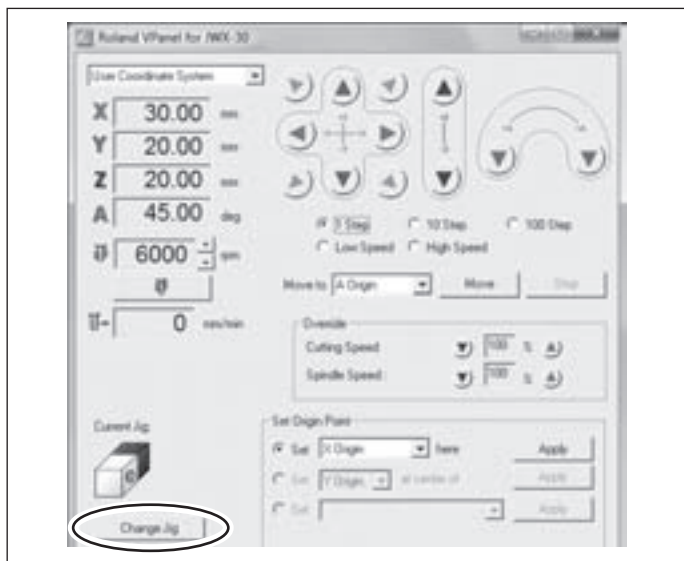 Roland VPanel for JWX-30
User Coordinate System
X 30.00 mm
Y 20.00 mm
Z 20.00 mm
A 45.00 deg
6000 rpm
0 mm/min
1 Step 10 Step 100 Step
Low Speed High Speed
Move to A Origin Move Stop
Override
Cutting Speed 100 %
Spindle Speed 100 %
Current Jig
Change Jig
Set Origin Point
Set X Origin here Apply
Set Y Origin at center of Apply
Set Apply